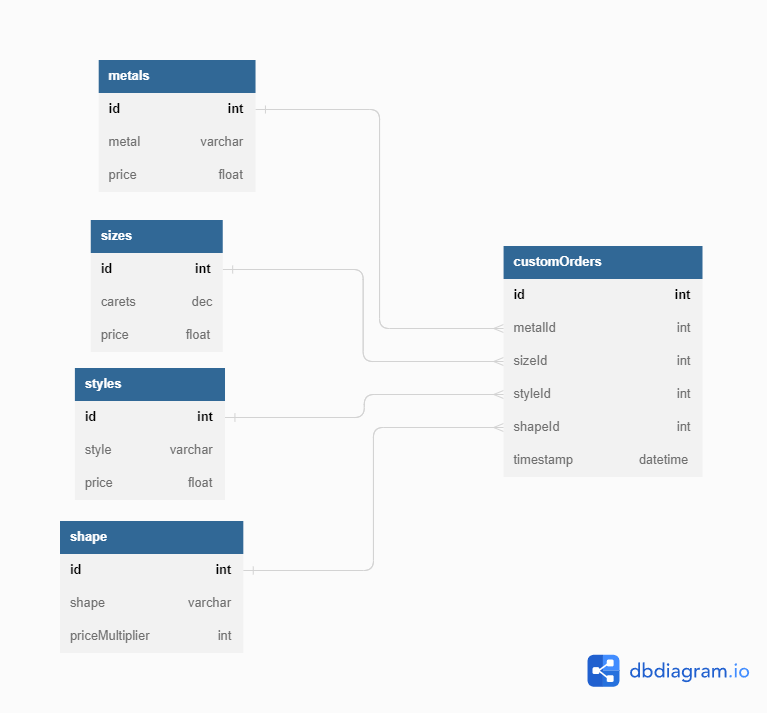 metals
id int
metal varchar
price float
sizes
id int
carets dec
price float
styles
id int
style varchar
price float
shape
id int
shape varchar
priceMultiplier int
customOrders
id int
metalId int
sizeId int
styleId int
shapeId int
timestamp datetime
dbdiagram.io